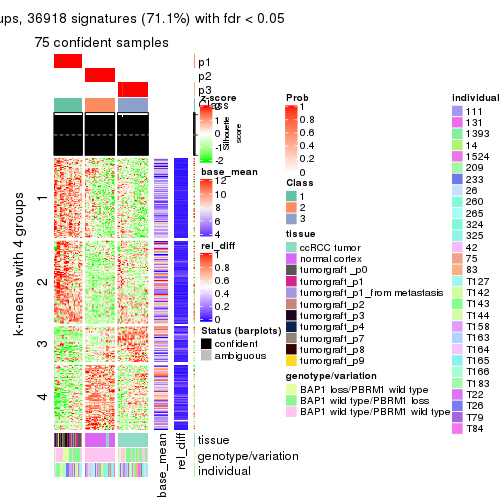 ups, 36918 signatures (71.1%) with fdr < 0.05
75 confident samples
p1
p2
p3
Class
z-score
2
1
0
-1
-2
Silhouette
score
k-means with 4 groups
1
2
3
4
base_mean
12
10
8
6
4
rel_diff
1
0.8
0.6
0.4
0.2
0
Status (barplots)
confident
ambiguous
tissue
genotype/variation
individual
base_mean
rel_diff
Prob
1
0.8
0.6
0.4
0.2
0
Class
1
2
3
tissue
ccRCC tumor
normal cortex
tumorgraft_p0
tumorgraft_p1
tumorgraft_p1_from metastasis
tumorgraft_p2
tumorgraft_p3
tumorgraft_p4
tumorgraft_p7
tumorgraft_p8
tumorgraft_p9
genotype/variation
BAP1 loss/PBRM1 wild type
BAP1 wild type/PBRM1 loss
BAP1 wild type/PBRM1 wild type
individual
111
131
1393
14
1524
209
233
26
260
265
324
325
42
75
83
T127
T142
T143
T144
T158
T163
T164
T165
T166
T183
T22
T26
T79
T84